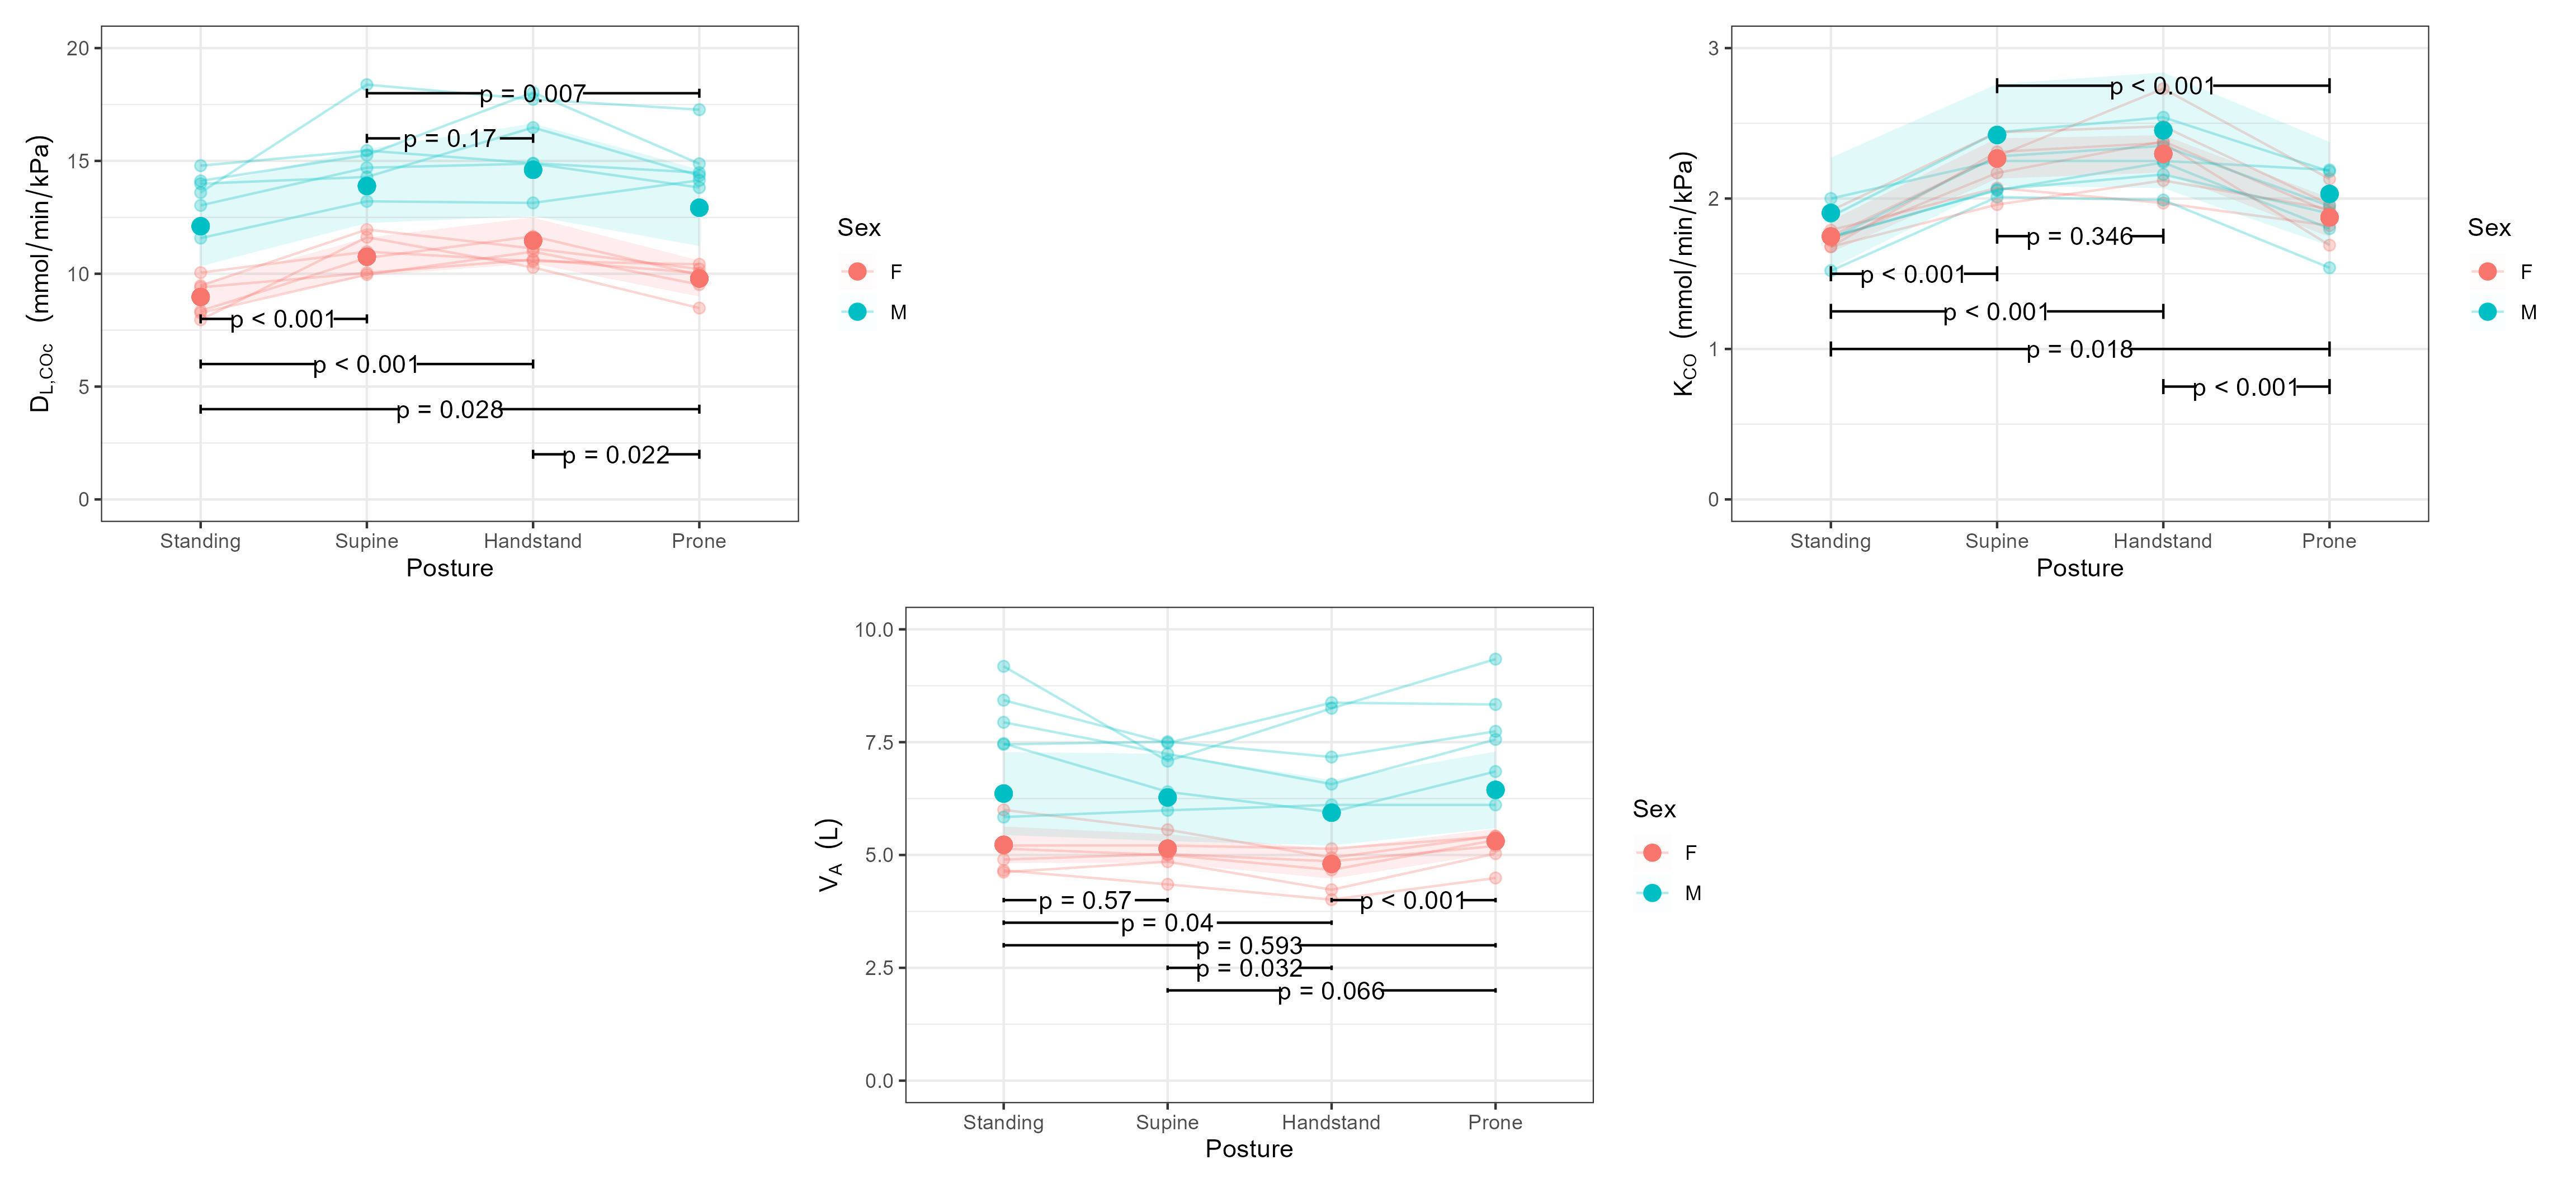 20
15
10
5
0
D_L,COc (mmol/min/kPa)
p = 0.007
p = 0.17
p < 0.001
p < 0.001
p = 0.028
p = 0.022
Standing Supine Handstand Prone
Posture
Sex
F
M
3
2
1
0
K_CO (mmol/min/kPa)
p < 0.001
p = 0.346
p < 0.001
p < 0.001
p = 0.018
p < 0.001
Standing Supine Handstand Prone
Posture
Sex
F
M
10.0
7.5
5.0
2.5
0.0
V_A (L)
p = 0.57 p < 0.001
p = 0.04
p = 0.593
p = 0.032
p = 0.066
Standing Supine Handstand Prone
Posture
Sex
F
M